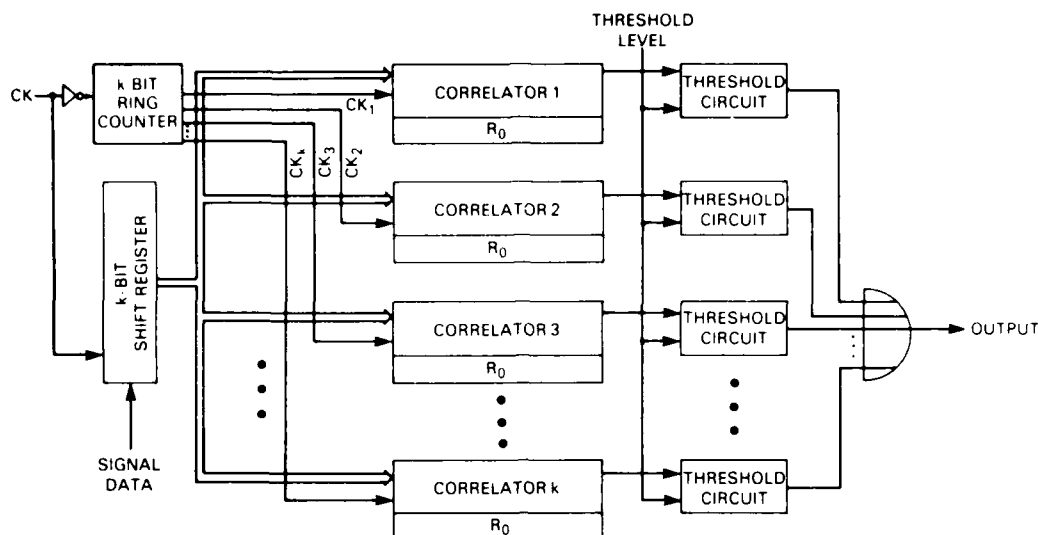 THRESHOLD
LEVEL
CK
k BIT
RING
COUNTER
CK₁
CK₂
CK₃
CKₖ
CORRELATOR 1
R₀
THRESHOLD
CIRCUIT
CORRELATOR 2
R₀
THRESHOLD
CIRCUIT
k-BIT
SHIFT REGISTER
CORRELATOR 3
R₀
THRESHOLD
CIRCUIT
OUTPUT
SIGNAL
DATA
CORRELATOR k
R₀
THRESHOLD
CIRCUIT